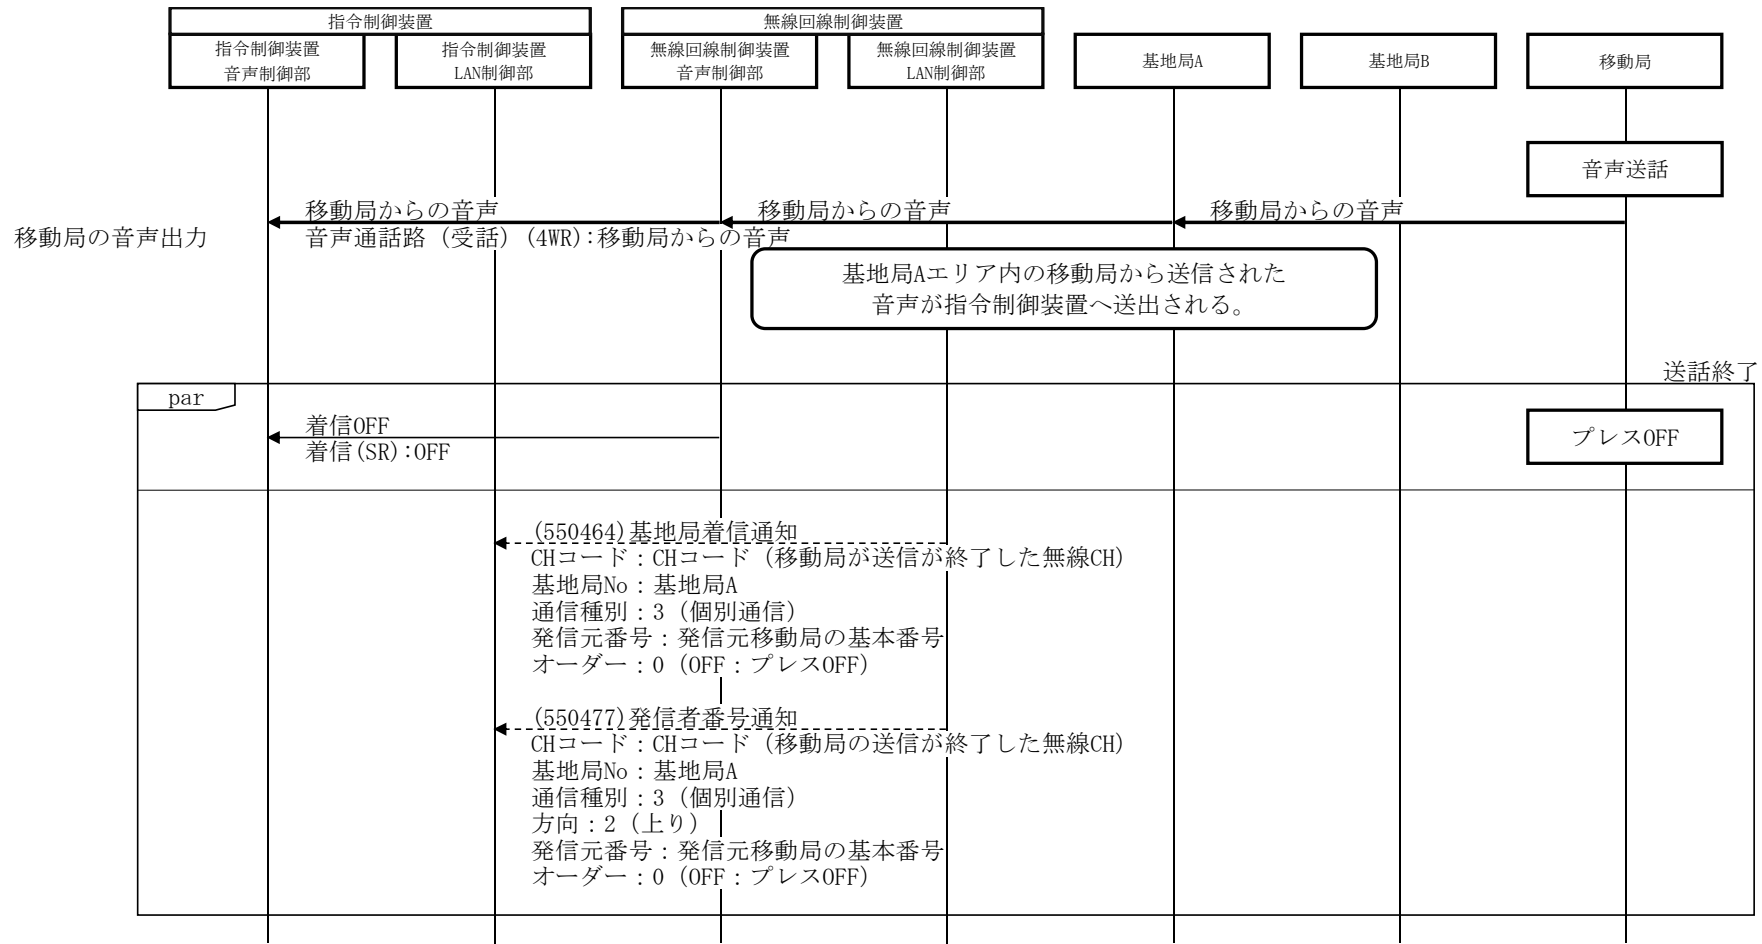 指令制御装置
無線回線制御装置
指令制御装置
音声制御部
指令制御装置
LAN制御部
無線回線制御装置
音声制御部
無線回線制御装置
LAN制御部
基地局A
基地局B
移動局
音声送話
移動局からの音声
移動局からの音声
移動局からの音声
移動局の音声出力
音声通話路(受話)(4WR):移動局からの音声
基地局Aエリア内の移動局から送信された
音声が指令制御装置へ送出される。
送話終了
par
着信OFF
着信(SR):OFF
プレスOFF
(550464)基地局着信通知
CHコード:CHコード(移動局が送信が終了した無線CH)
基地局No:基地局A
通信種別:3(個別通信)
発信元番号:発信元移動局の基本番号
オーダー:0(OFF:プレスOFF)
(550477)発信者番号通知
CHコード:CHコード(移動局の送信が終了した無線CH)
基地局No:基地局A
通信種別:3(個別通信)
方向:2(上り)
発信元番号:発信元移動局の基本番号
オーダー:0(OFF:プレスOFF)